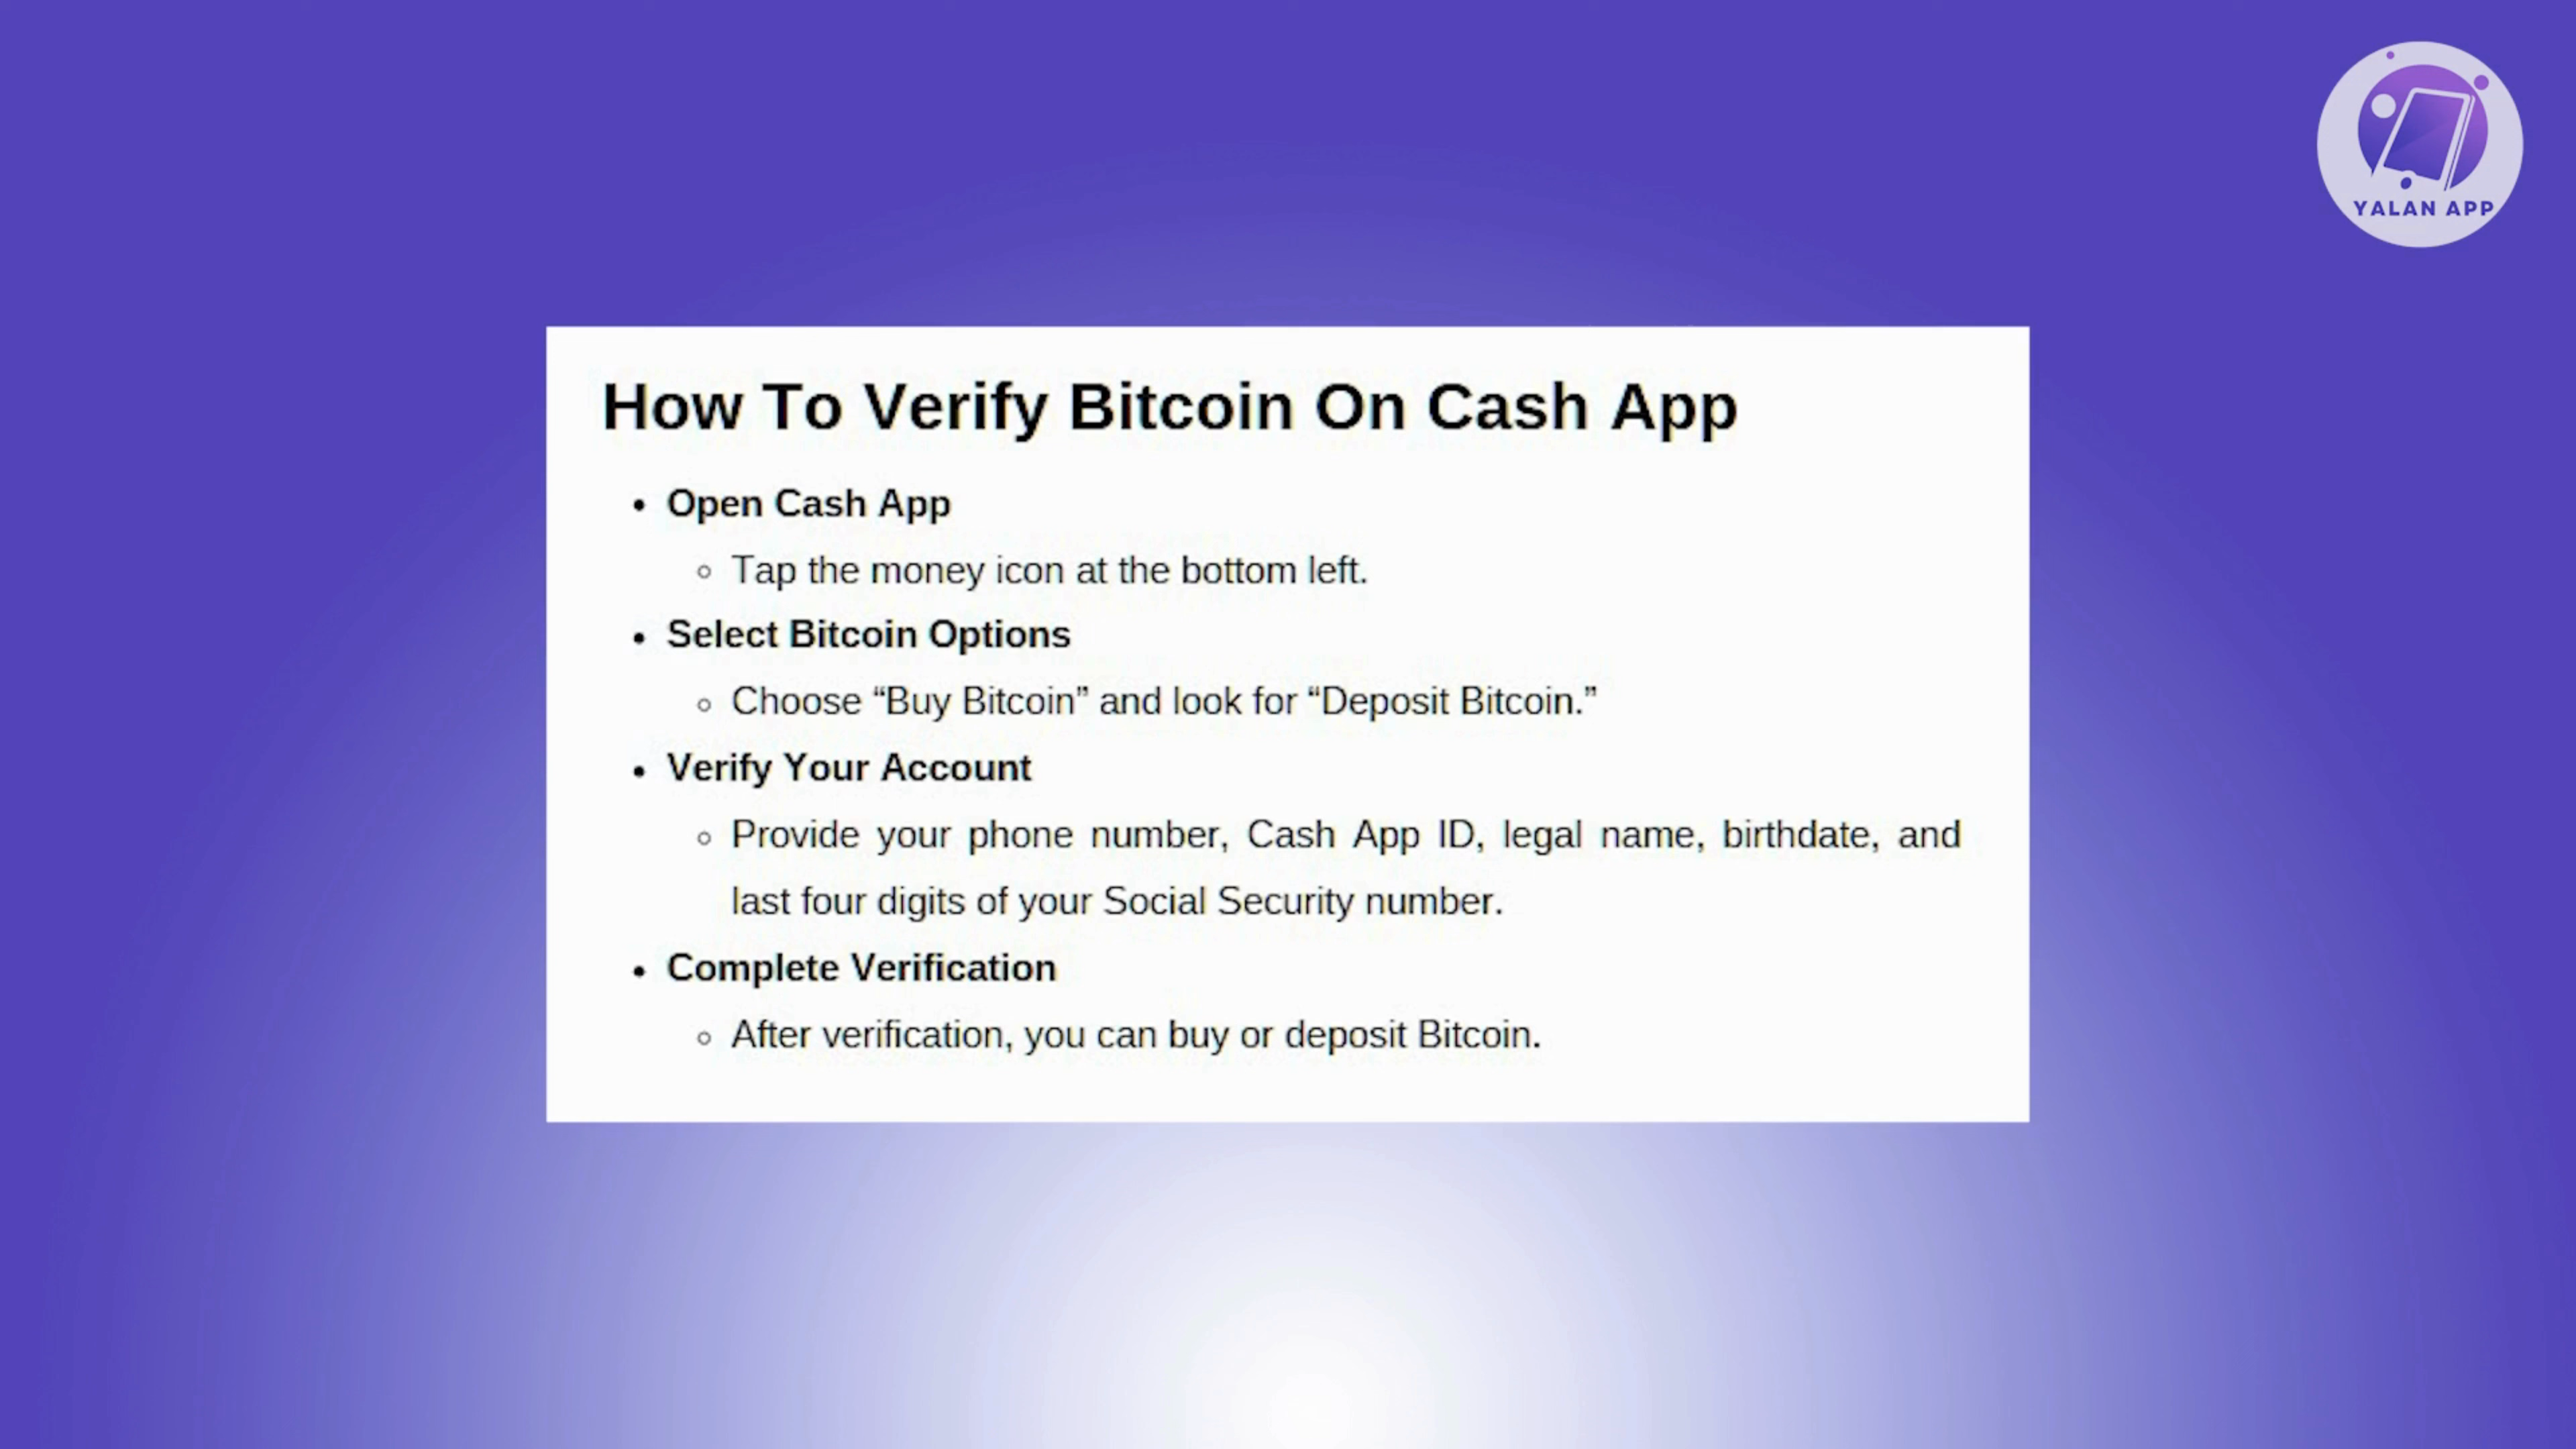 YALAN APP
How To Verify Bitcoin On Cash App
• Open Cash App
◦ Tap the money icon at the bottom left.
• Select Bitcoin Options
◦ Choose “Buy Bitcoin” and look for “Deposit Bitcoin.”
• Verify Your Account
◦ Provide your phone number, Cash App ID, legal name, birthdate, and
last four digits of your Social Security number.
• Complete Verification
◦ After verification, you can buy or deposit Bitcoin.